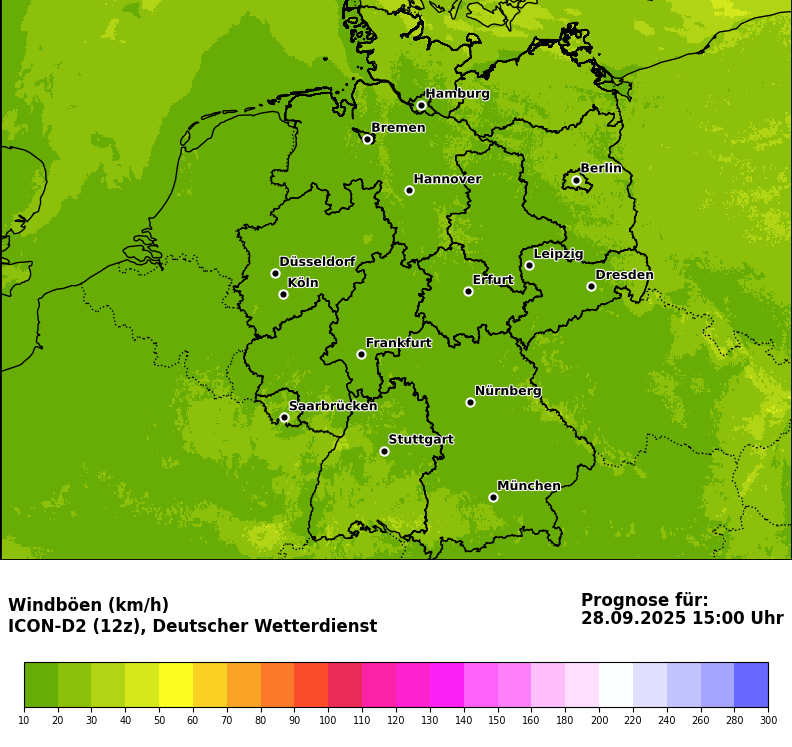 Hamburg
Bremen
Hannover
Berlin
Düsseldorf
Köln
Leipzig
Erfurt
Dresden
Frankfurt
Nürnberg
Saarbrücken
Stuttgart
München
Windböen (km/h)
ICON-D2 (12z), Deutscher Wetterdienst
Prognose für:
28.09.2025 15:00 Uhr
10 20 30 40 50 60 70 80 90 100 110 120 130 140 150 160 180 200 220 240 260 280 300